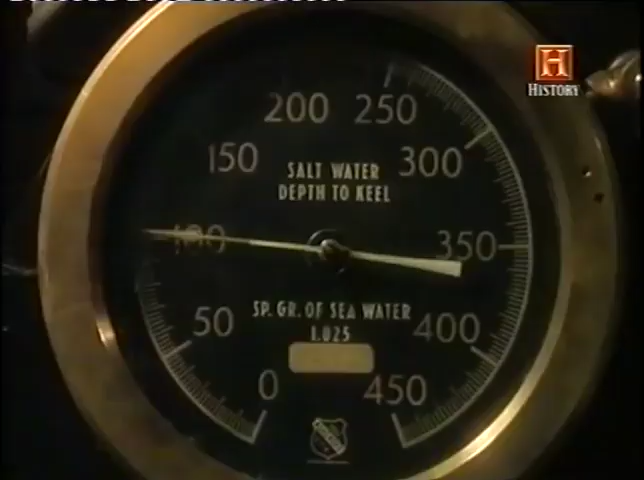 H
HISTORY
200 250
150 300
SALT WATER
DEPTH TO KEEL
100 350
SP. GR. OF SEA WATER
1.025
50 400
0 450